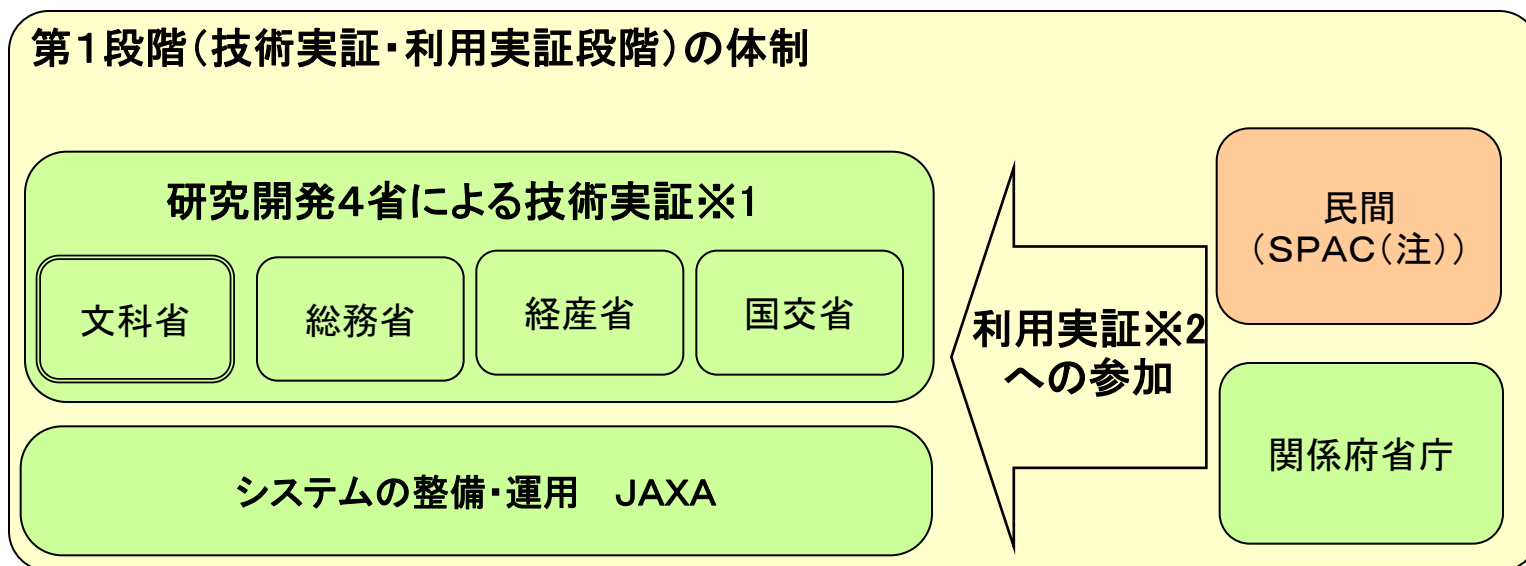 第１段階（技術実証・利用実証段階）の体制
研究開発４省による技術実証※１
文科省
総務省
経産省
国交省
システムの整備・運用　JAXA
利用実証※２
への参加
民間
（SPAC（注））
関係府省庁